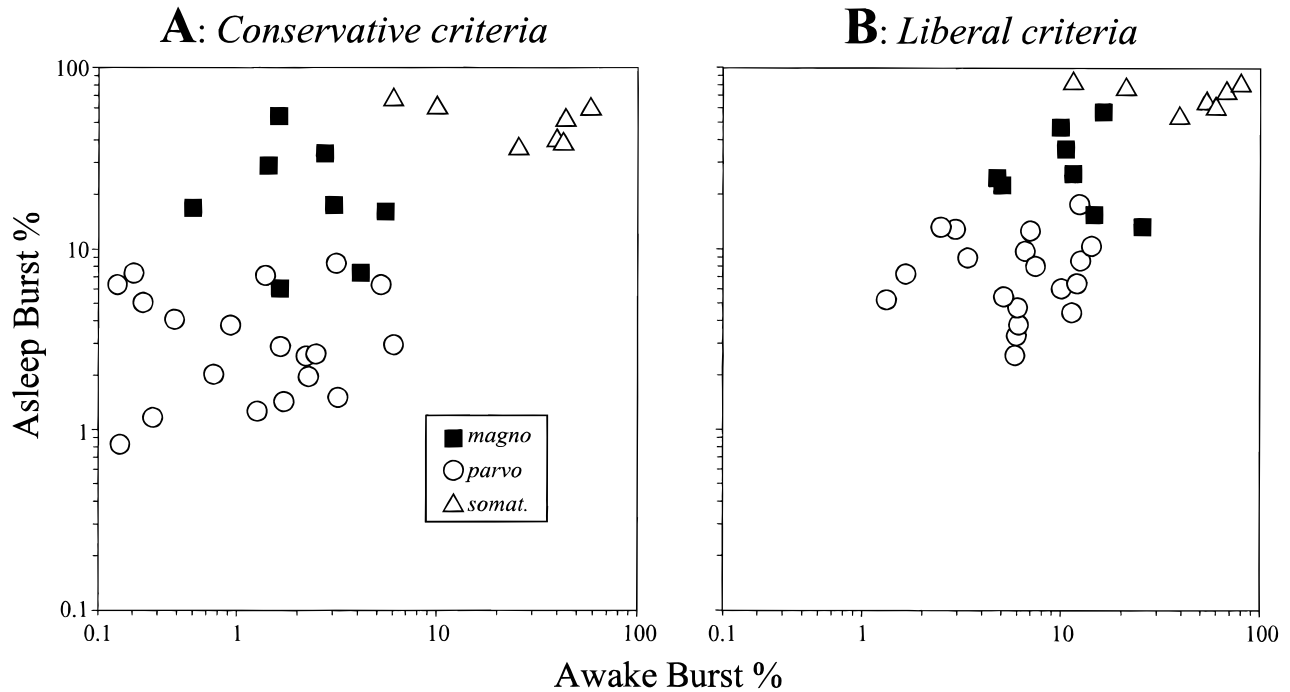 A: Conservative criteria
B: Liberal criteria
Asleep Burst %
100
10
1
0.1
magno
parvo
somat.
0.1 1 10 100
0.1 1 10 100
Awake Burst %